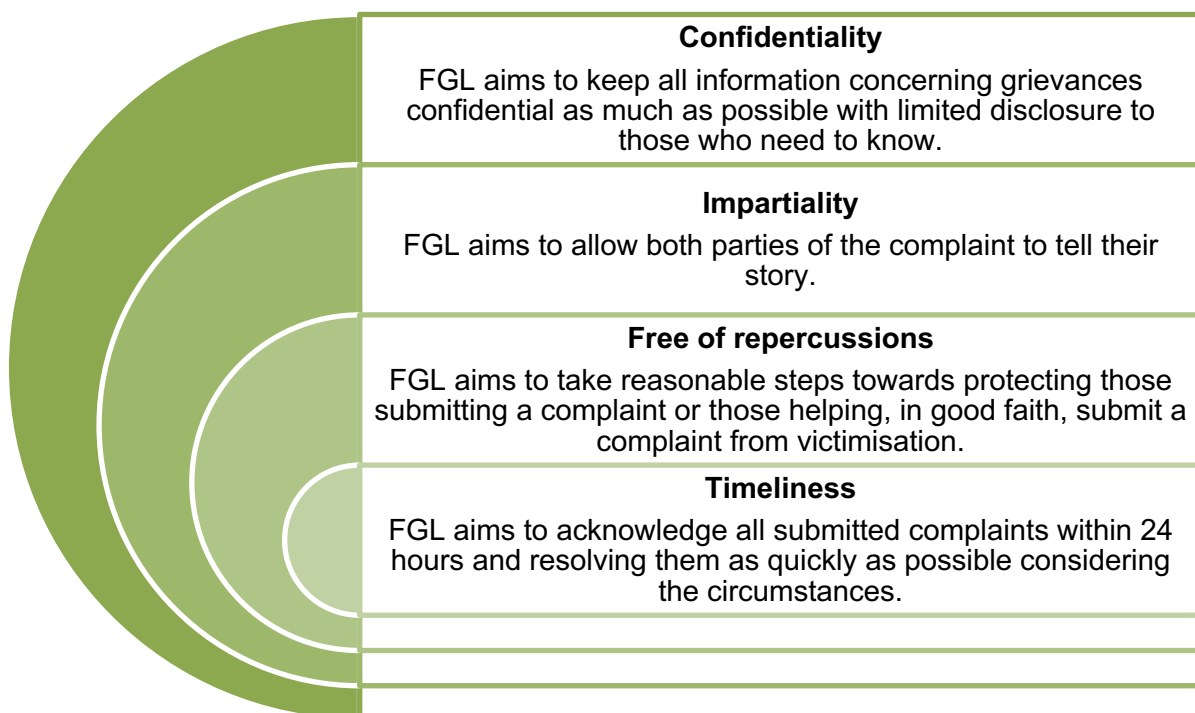 Confidentiality
FGL aims to keep all information concerning grievances
confidential as much as possible with limited disclosure to
those who need to know.
Impartiality
FGL aims to allow both parties of the complaint to tell their
story.
Free of repercussions
FGL aims to take reasonable steps towards protecting those
submitting a complaint or those helping, in good faith, submit a
complaint from victimisation.
Timeliness
FGL aims to acknowledge all submitted complaints within 24
hours and resolving them as quickly as possible considering
the circumstances.